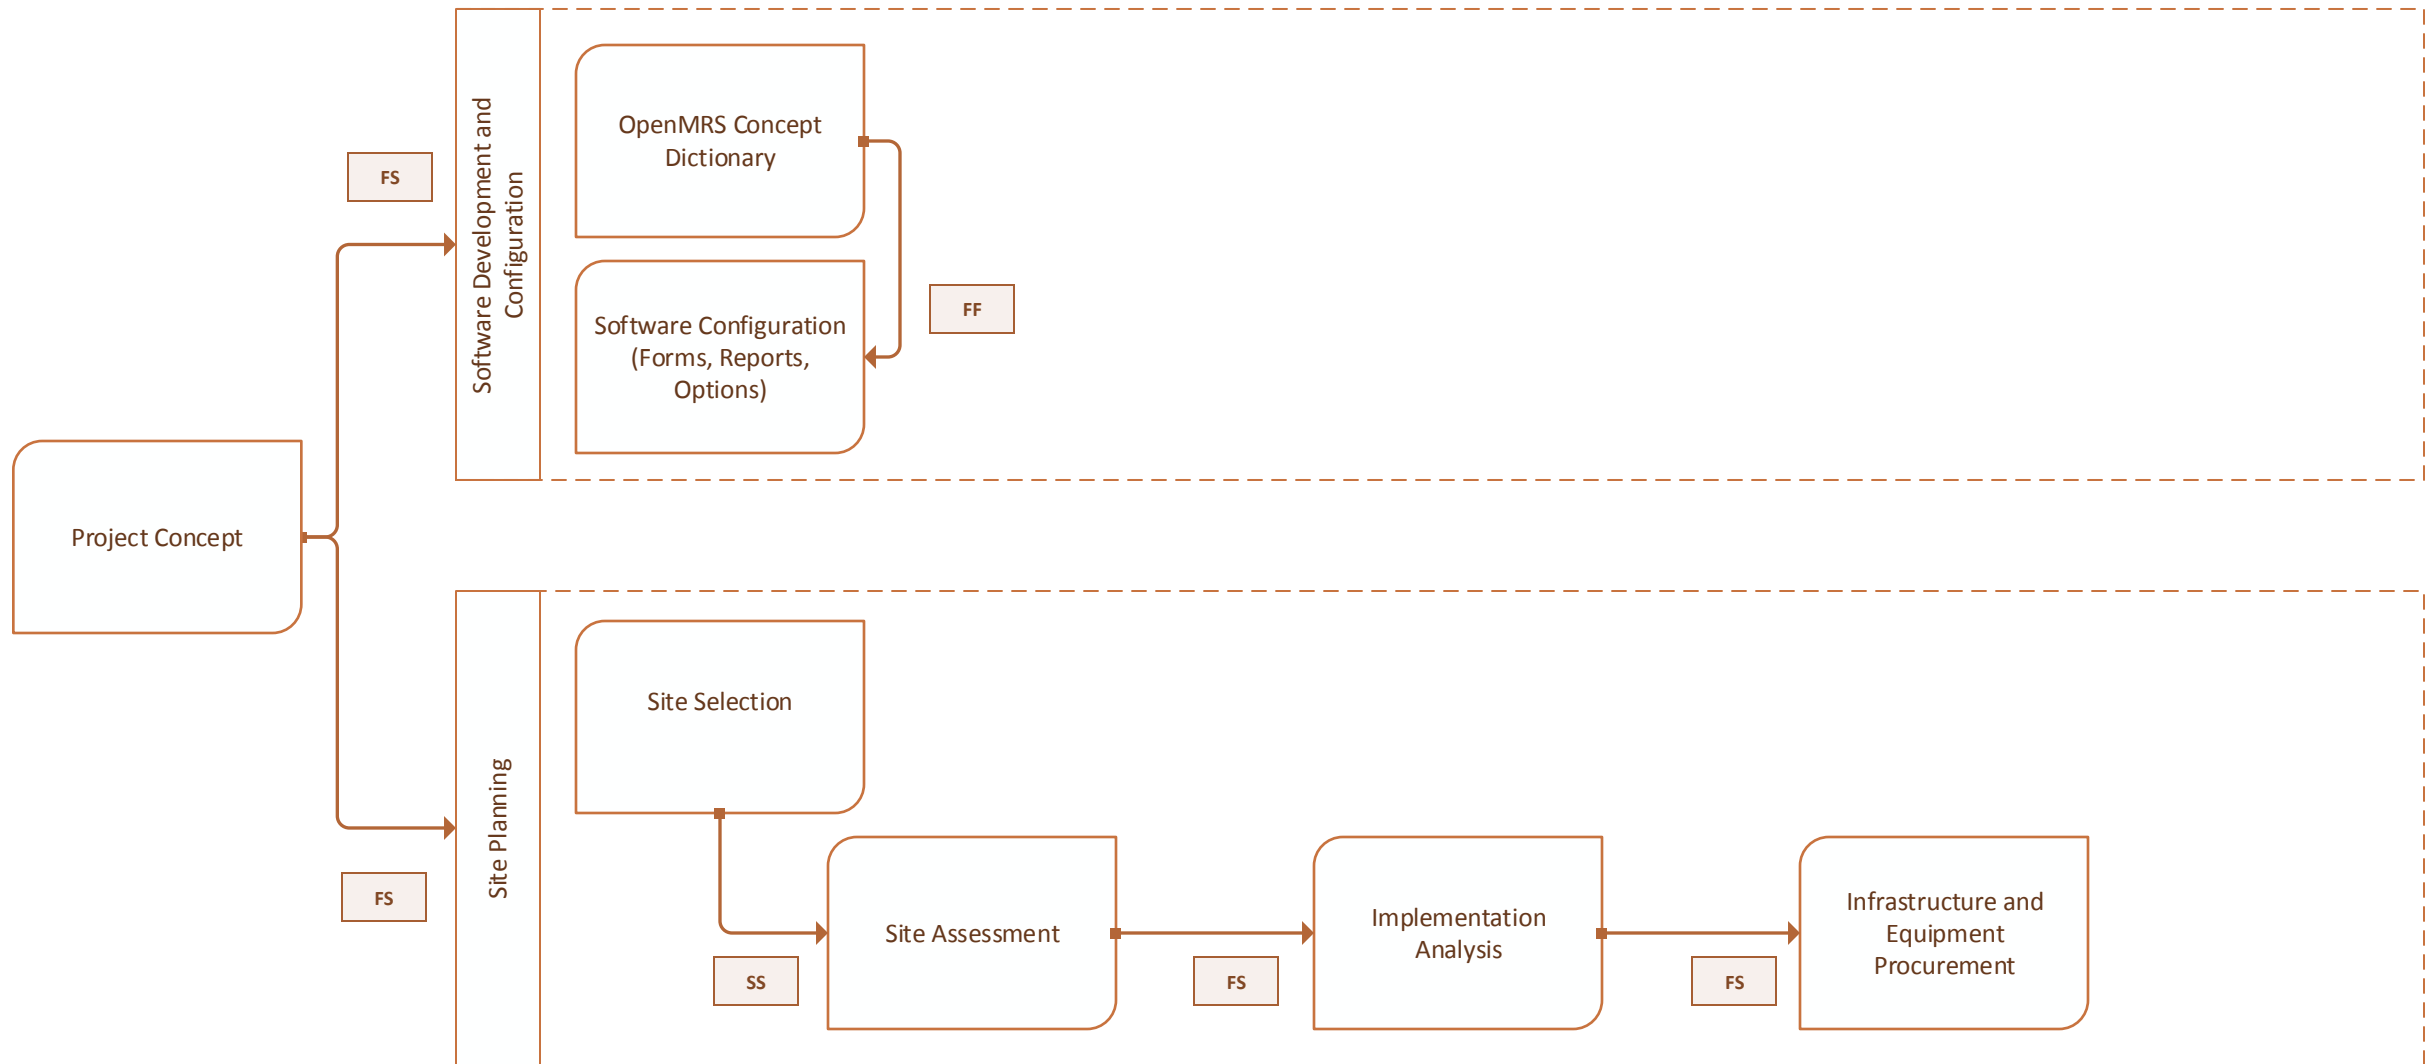 Software Development and
Configuration
OpenMRS Concept
Dictionary
FS
FF
Software Configuration
(Forms, Reports,
Options)
Project Concept
Site Planning
Site Selection
FS
Site Assessment
Implementation
Analysis
Infrastructure and
Equipment
Procurement
SS
FS
FS